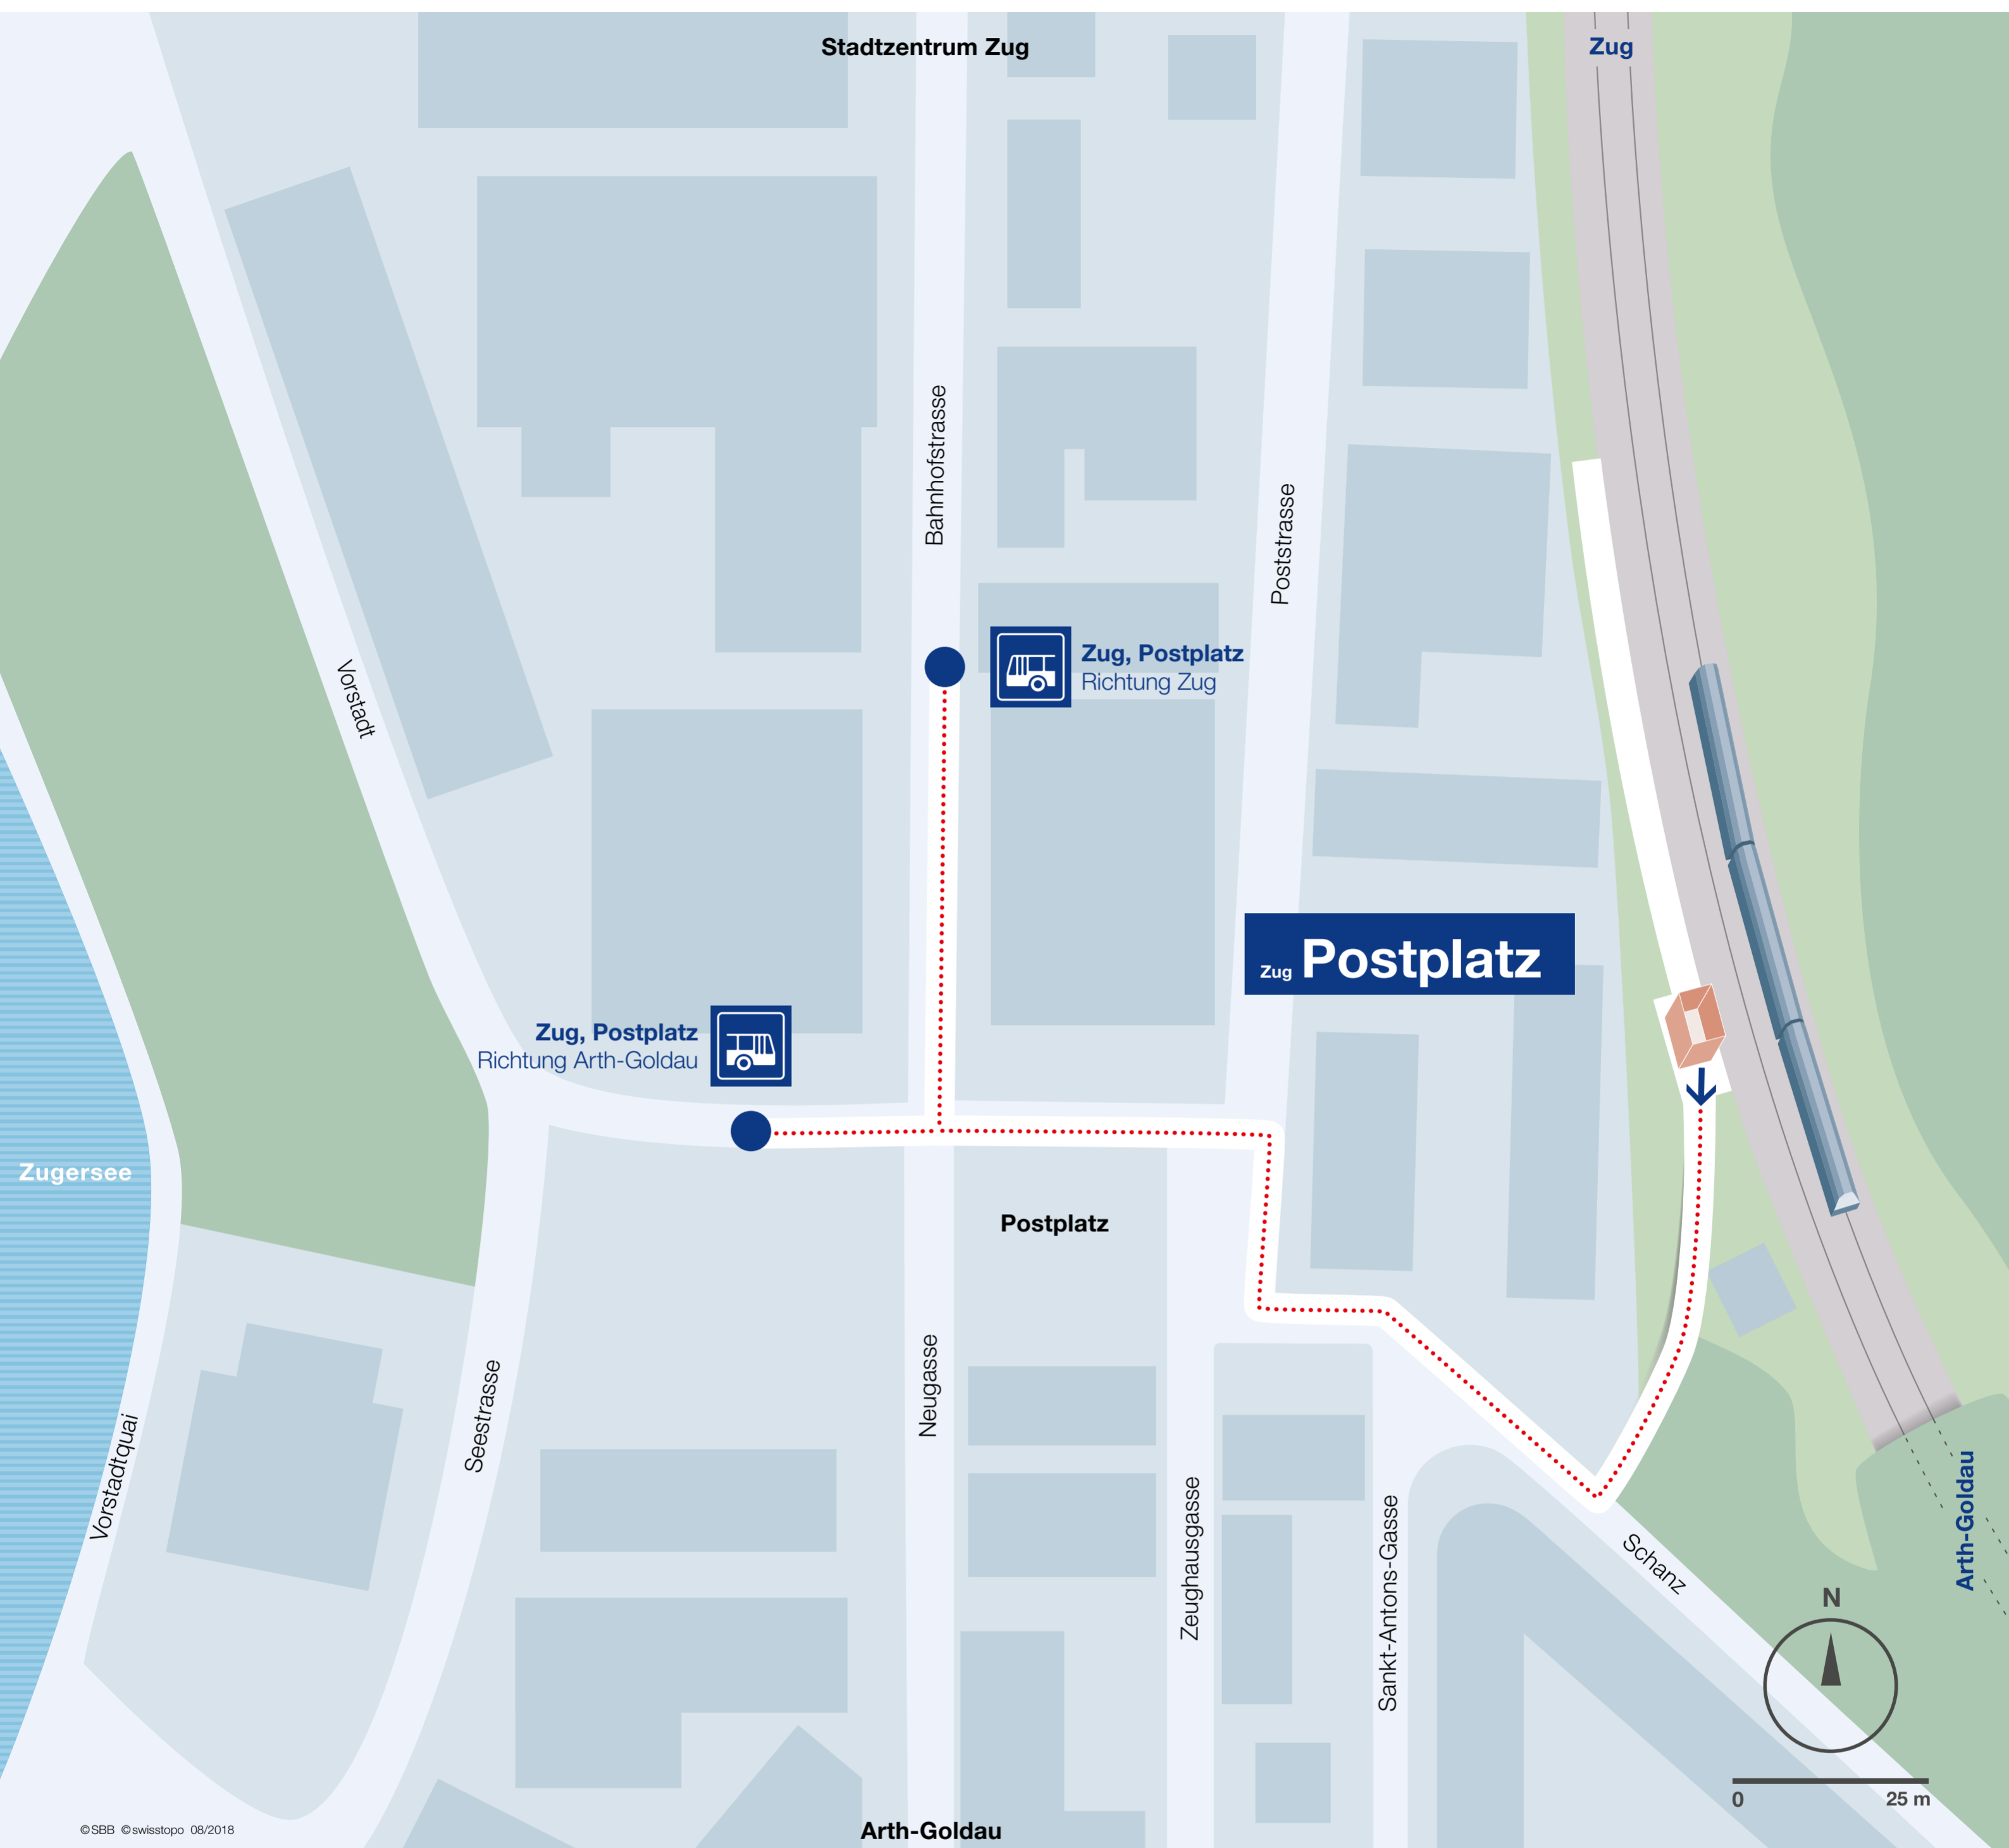 Stadtzentrum Zug
Zug
Bahnhofstrasse
Poststrasse
Vorstadt
Zug, Postplatz
Richtung Zug
Zug Postplatz
Zug, Postplatz
Richtung Arth-Goldau
Zugersee
Postplatz
Neugasse
Seestrasse
Vorstadtquai
Zeughausgasse
Sankt-Antons-Gasse
Schanz
Arth-Goldau
N
0 25 m
©SBB ©swisstopo 08/2018
Arth-Goldau